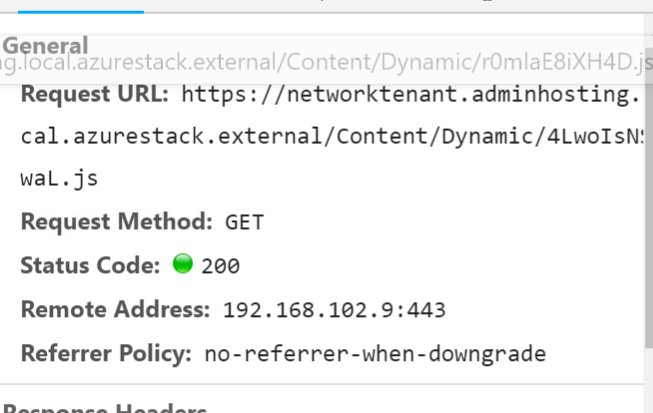 General
g.local.azurestack.external/Content/Dynamic/r0mlaE8iXH4D.js
Request URL: https://networktenant.adminhosting.
cal.azurestack.external/Content/Dynamic/4LwoIsNS
waL.js
Request Method: GET
Status Code: 200
Remote Address: 192.168.102.9:443
Referrer Policy: no-referrer-when-downgrade
Response Headers